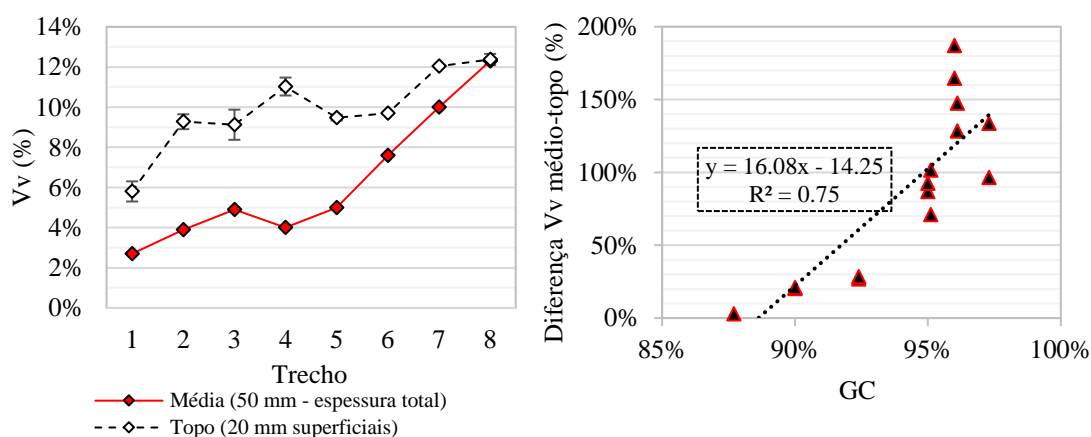 14%
12%
10%
8%
6%
4%
2%
0%
Vv (%)
1 2 3 4 5 6 7 8
Trecho
Média (50 mm - espessura total)
Topo (20 mm superficiais)
200%
150%
100%
50%
0%
Diferença Vv médio-topo (%)
y = 16.08x - 14.25
R² = 0.75
85% 90% 95% 100%
GC